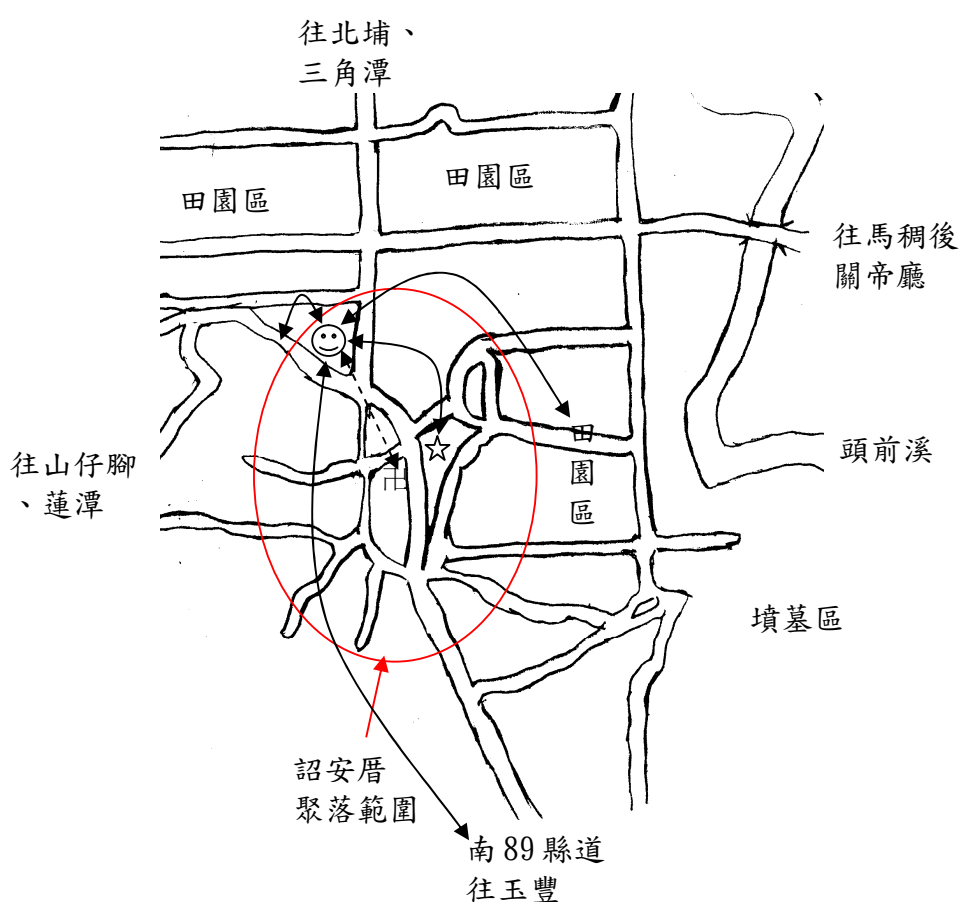 往北埔、
三角潭
田園區
田園區
往馬稠後
關帝廳
田
園
區
卍
往山仔腳
、蓮潭
頭前溪
墳墓區
詔安厝
聚落範圍
南 89 縣道
往玉豐